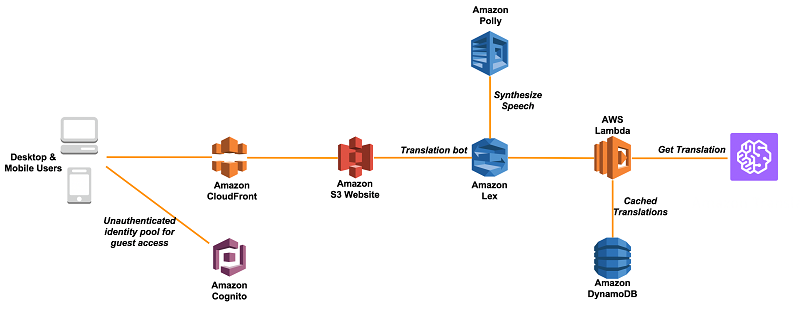 Amazon
Polly
Synthesize
Speech
AWS
Lambda
Desktop &
Mobile Users
Amazon
CloudFront
Amazon
S3 Website
Translation bot
Amazon
Lex
Get Translation
Unauthenticated
identity pool for
guest access
Cached
Translations
Amazon
Cognito
Amazon
DynamoDB